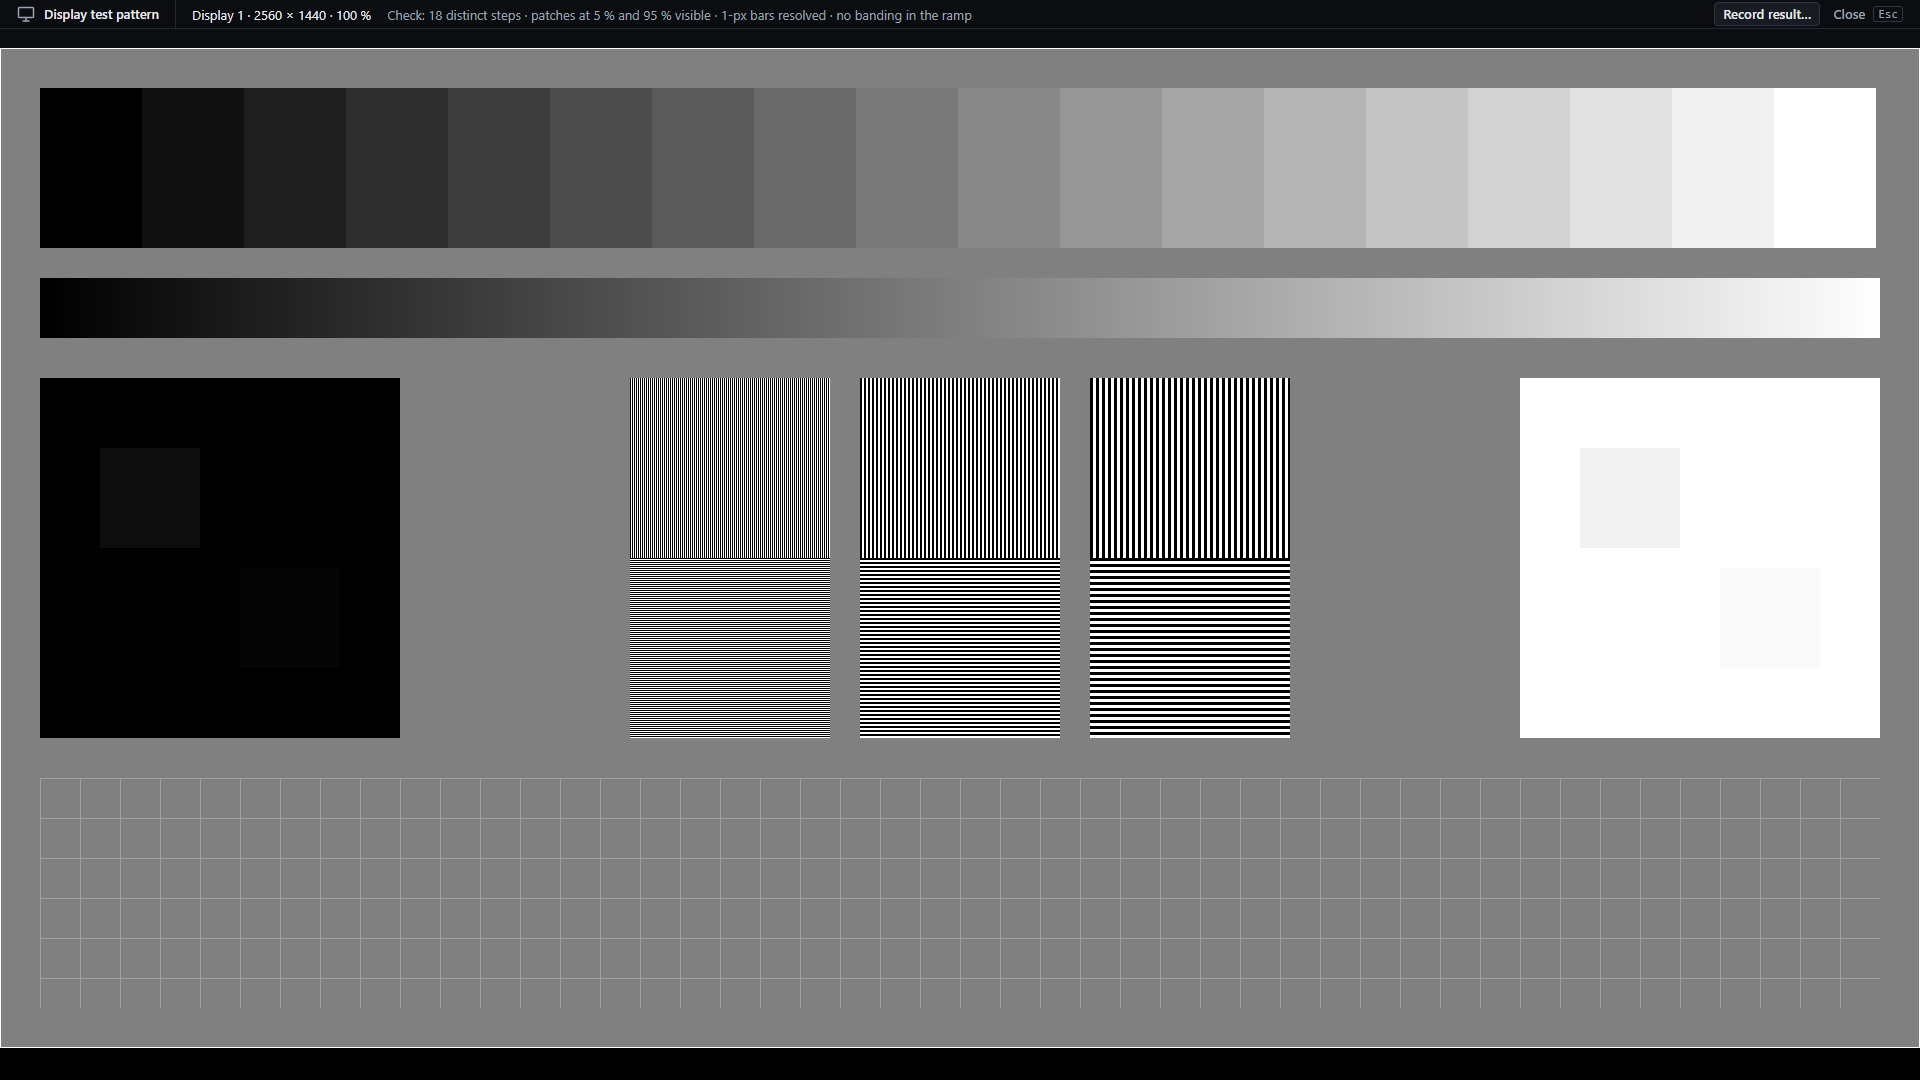 Display test pattern
Display 1 · 2560 × 1440 · 100 %
Check: 18 distinct steps · patches at 5 % and 95 % visible · 1-px bars resolved · no banding in the ramp
Record result...
Close Esc